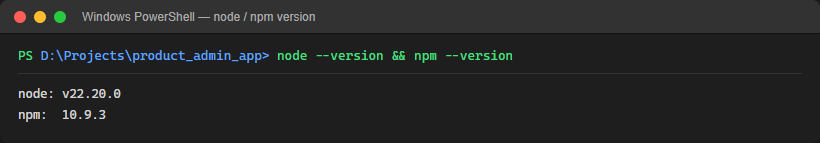 Windows PowerShell — node / npm version
PS D:\Projects\product_admin_app> node --version && npm --version
node: v22.20.0
npm:  10.9.3